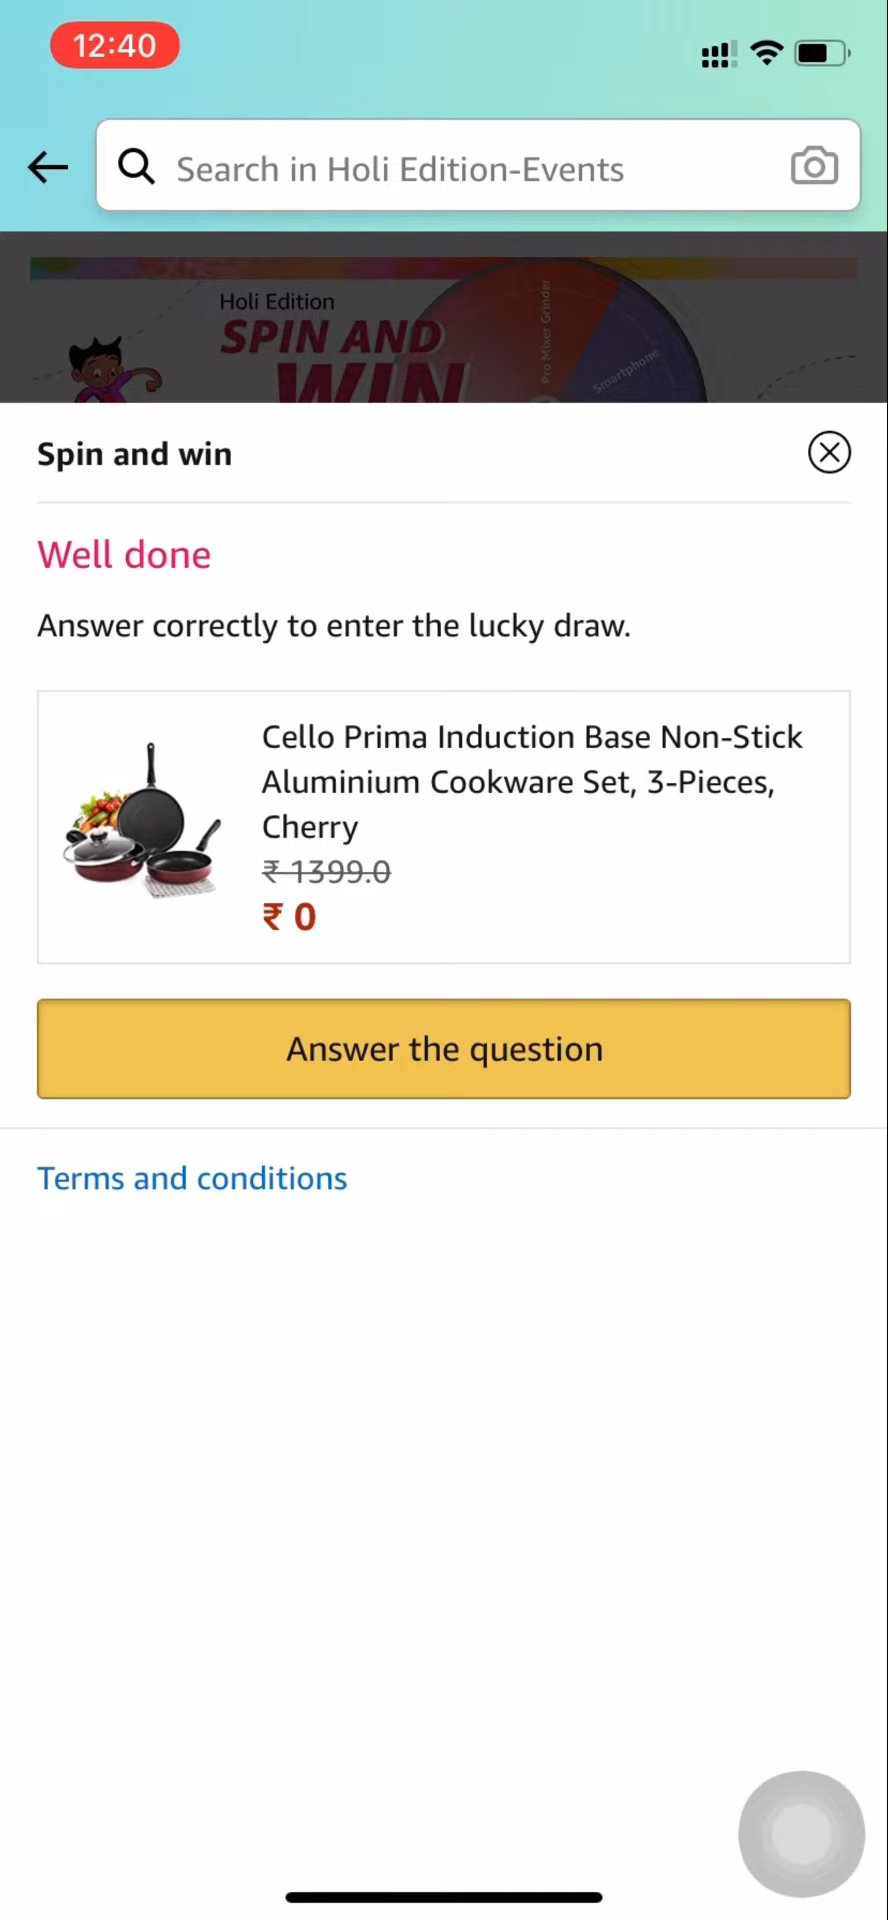 12:40
Search in Holi Edition-Events
Holi Edition
SPIN AND
WIN
Pro Mixer Grinder
Smartphone
Spin and win
Well done
Answer correctly to enter the lucky draw.
Cello Prima Induction Base Non-Stick
Aluminium Cookware Set, 3-Pieces,
Cherry
₹ 1399.0
₹ 0
Answer the question
Terms and conditions